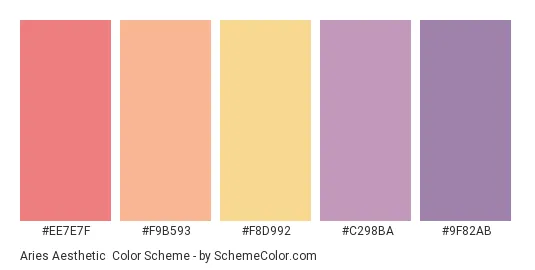 #EE7E7F #F9B593 #F8D992 #C298BA #9F82AB
Aries Aesthetic  Color Scheme - by SchemeColor.com